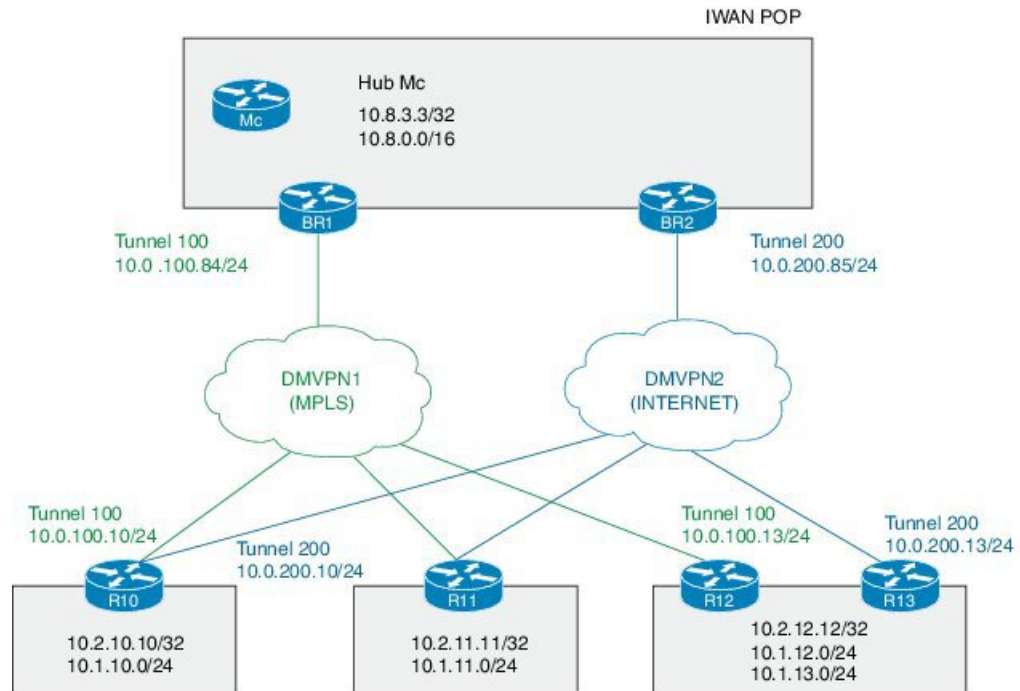 IWAN POP
Hub Mc
10.8.3.3/32
10.8.0.0/16
Mc
BR1
BR2
Tunnel 100
10.0 .100.84/24
Tunnel 200
10.0.200.85/24
DMVPN1
(MPLS)
DMVPN2
(INTERNET)
Tunnel 100
10.0.100.10/24
Tunnel 200
10.0.200.10/24
Tunnel 100
10.0.100.13/24
Tunnel 200
10.0.200.13/24
R10
R11
R12
R13
10.2.10.10/32
10.1.10.0/24
10.2.11.11/32
10.1.11.0/24
10.2.12.12/32
10.1.12.0/24
10.1.13.0/24